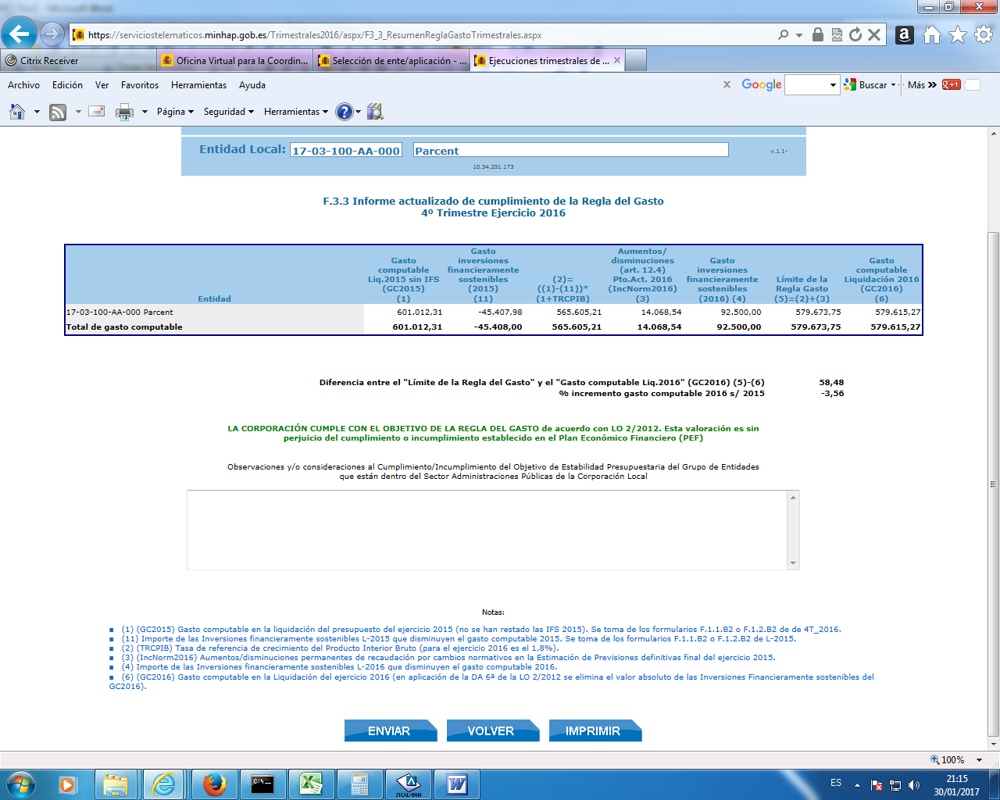 https://serviciostelematicos.minhap.gob.es/Trimestrales2016/aspx/F3_3_ResumenReglaGastoTrimestrales.aspx
Citrix Receiver
Oficina Virtual para la Coordin...
Selección de ente/aplicación - ...
Ejecuciones trimestrales de ...
Archivo Edición Ver Favoritos Herramientas Ayuda
x Google Buscar Más
Página Seguridad Herramientas
Entidad Local: 17-03-100-AA-000 Parcent v.1.1-
10.34.251.173
F.3.3 Informe actualizado de cumplimiento de la Regla del Gasto
4º Trimestre Ejercicio 2016
Entidad
Gasto computable Liq.2015 sin IFS (GC2015) (1)
Gasto inversiones financieramente sostenibles (2015) (11)
(2)= ((1)-(11))* (1+TRCPIB)
Aumentos/ disminuciones (art. 12.4) Pto.Act. 2016 (IncNorm2016) (3)
Gasto inversiones financieramente sostenibles (2016) (4)
Límite de la Regla Gasto (5)=(2)+(3)
Gasto computable Liquidación 2016 (GC2016) (6)
17-03-100-AA-000 Parcent 601.012,31 -45.407,98 565.605,21 14.068,54 92.500,00 579.673,75 579.615,27
Total de gasto computable 601.012,31 -45.408,00 565.605,21 14.068,54 92.500,00 579.673,75 579.615,27
Diferencia entre el "Límite de la Regla del Gasto" y el "Gasto computable Liq.2016" (GC2016) (5)-(6) 58,48
% incremento gasto computable 2016 s/ 2015 -3,56
LA CORPORACIÓN CUMPLE CON EL OBJETIVO DE LA REGLA DEL GASTO de acuerdo con LO 2/2012. Esta valoración es sin
perjuicio del cumplimiento o incumplimiento establecido en el Plan Económico Financiero (PEF)
Observaciones y/o consideraciones al Cumplimiento/Incumplimiento del Objetivo de Estabilidad Presupuestaria del Grupo de Entidades
que están dentro del Sector Administraciones Públicas de la Corporación Local
Notas:
(1) (GC2015) Gasto computable en la liquidación del presupuesto del ejercicio 2015 (no se han restado las IFS 2015). Se toma de los formularios F.1.1.B2 o F.1.2.B2 de de 4T_2016.
(11) Importe de las Inversiones financieramente sostenibles L-2015 que disminuyen el gasto computable 2015. Se toma de los formularios F.1.1.B2 o F.1.2.B2 de L-2015.
(2) (TRCPIB) Tasa de referencia de crecimiento del Producto Interior Bruto (para el ejercicio 2016 es el 1,8%).
(3) (IncNorm2016) Aumentos/disminuciones permanentes de recaudación por cambios normativos en la Estimación de Previsiones definitivas final del ejercicio 2015.
(4) Importe de las Inversiones financieramente sostenibles L-2016 que disminuyen el gasto computable 2016.
(6) (GC2016) Gasto computable en la Liquidación del ejercicio 2016 (en aplicación de la DA 6ª de la LO 2/2012 se elimina el valor absoluto de las Inversiones Financieramente sostenibles del
GC2016).
ENVIAR VOLVER IMPRIMIR
100%
C:\_
SICAL-WIN
ES
21:15
30/01/2017